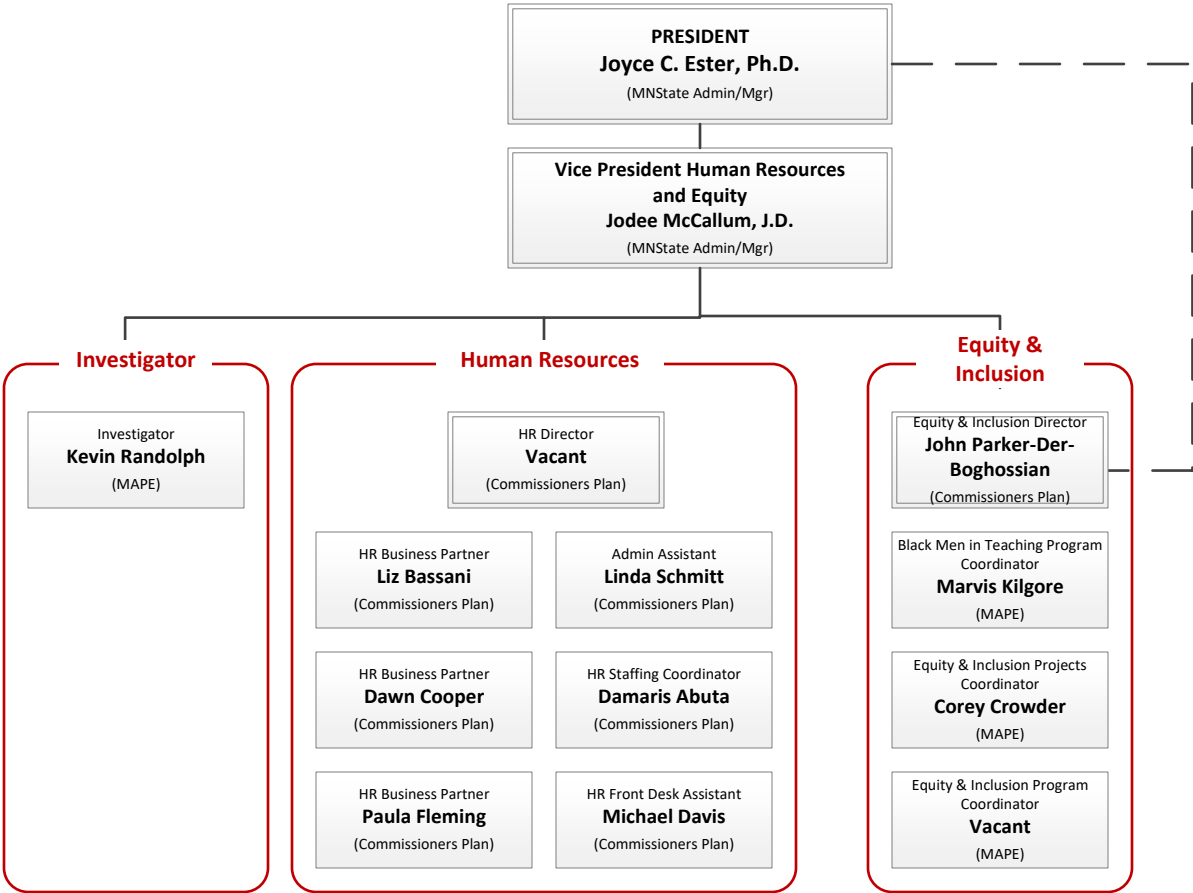 PRESIDENT
Joyce C. Ester, Ph.D.
(MNState Admin/Mgr)
Vice President Human Resources
and Equity
Jodee McCallum, J.D.
(MNState Admin/Mgr)
Investigator
Investigator
Kevin Randolph
(MAPE)
Human Resources
HR Director
Vacant
(Commissioners Plan)
HR Business Partner
Liz Bassani
(Commissioners Plan)
Admin Assistant
Linda Schmitt
(Commissioners Plan)
HR Business Partner
Dawn Cooper
(Commissioners Plan)
HR Staffing Coordinator
Damaris Abuta
(Commissioners Plan)
HR Business Partner
Paula Fleming
(Commissioners Plan)
HR Front Desk Assistant
Michael Davis
(Commissioners Plan)
Equity &
Inclusion
Equity & Inclusion Director
John Parker-Der-
Boghossian
(Commissioners Plan)
Black Men in Teaching Program
Coordinator
Marvis Kilgore
(MAPE)
Equity & Inclusion Projects
Coordinator
Corey Crowder
(MAPE)
Equity & Inclusion Program
Coordinator
Vacant
(MAPE)